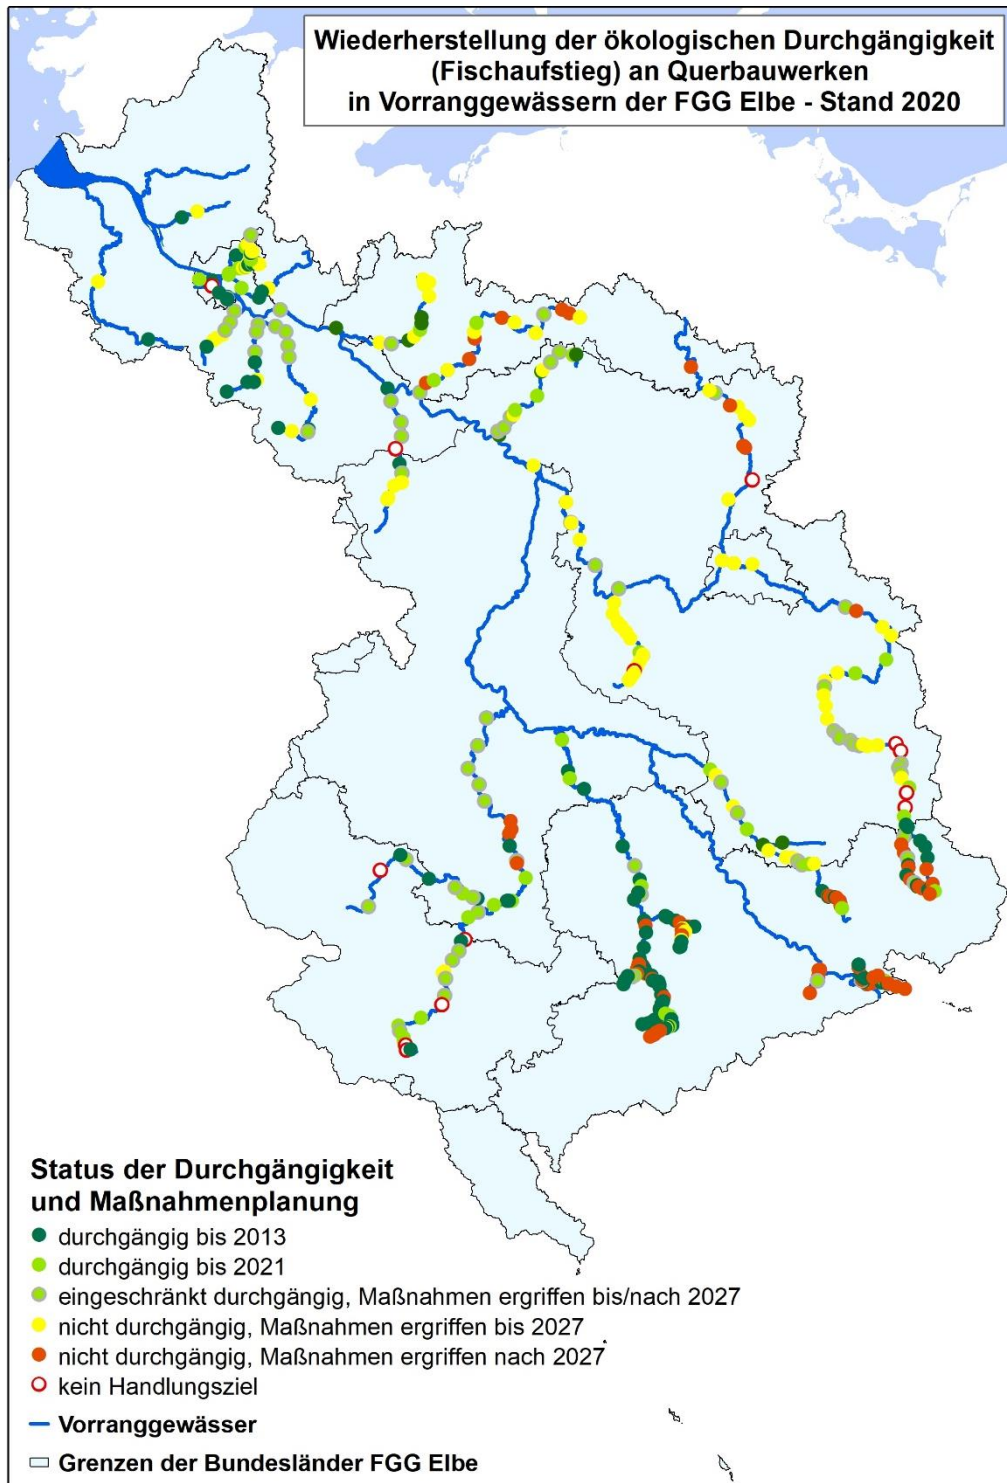 Wiederherstellung der ökologischen Durchgängigkeit
(Fischaufstieg) an Querbauwerken
in Vorranggewässern der FGG Elbe - Stand 2020
Status der Durchgängigkeit
und Maßnahmenplanung
durchgängig bis 2013
durchgängig bis 2021
eingeschränkt durchgängig, Maßnahmen ergriffen bis/nach 2027
nicht durchgängig, Maßnahmen ergriffen bis 2027
nicht durchgängig, Maßnahmen ergriffen nach 2027
kein Handlungsziel
Vorranggewässer
Grenzen der Bundesländer FGG Elbe